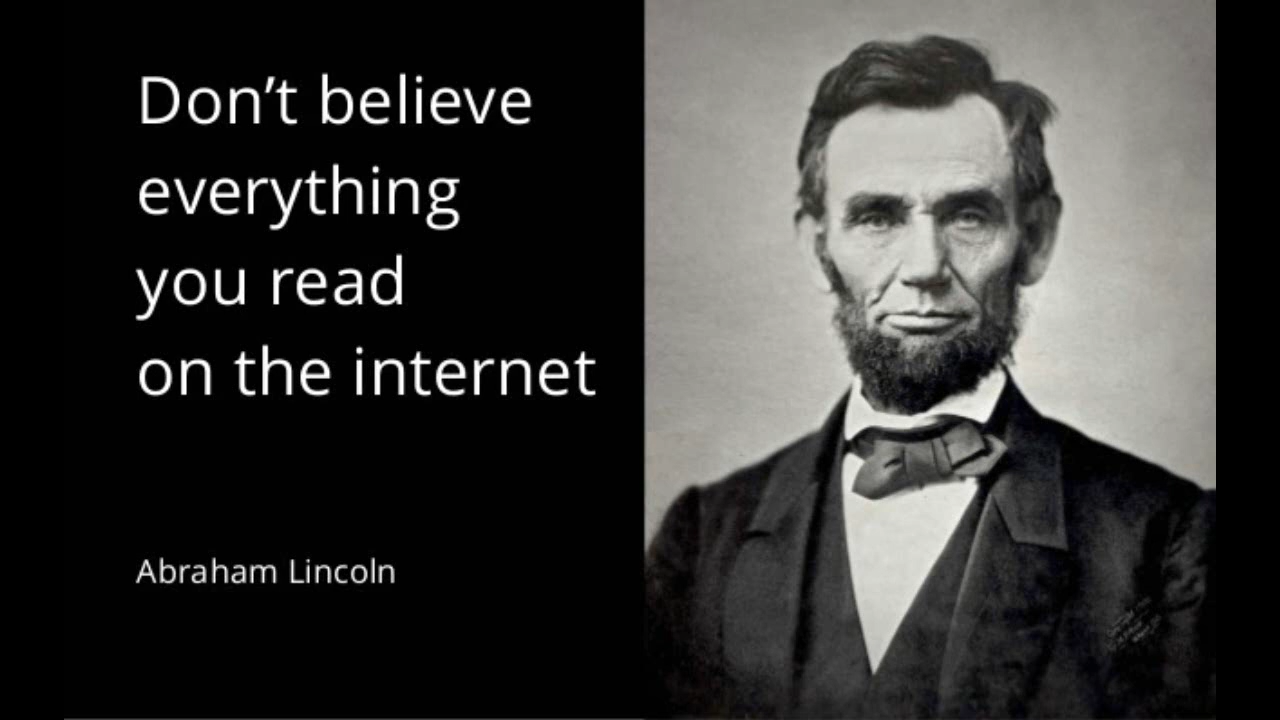 Don’t believe
everything
you read
on the internet
Abraham Lincoln